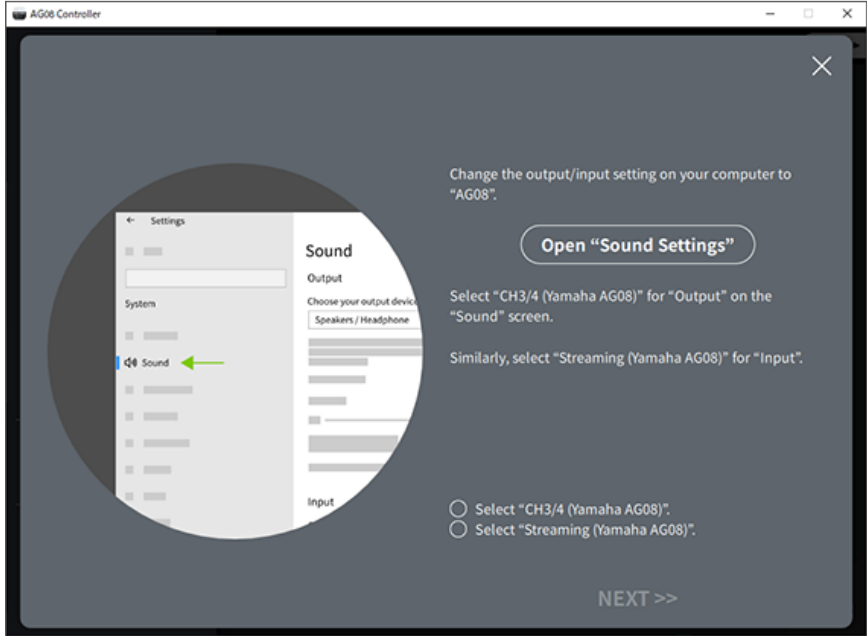 AG08 Controller
Change the output/input setting on your computer to
“AG08”.
Open “Sound Settings”
Select “CH3/4 (Yamaha AG08)” for “Output” on the
“Sound” screen.
Similarly, select “Streaming (Yamaha AG08)” for “Input”.
Settings
System
Sound
Sound
Output
Choose your output device
Speakers / Headphone
Input
Select “CH3/4 (Yamaha AG08)”.
Select “Streaming (Yamaha AG08)”.
NEXT >>